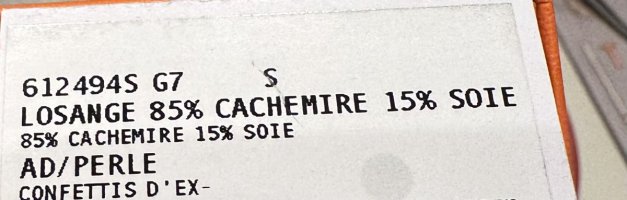 612494S G7 S
LOSANGE 85% CACHEMIRE 15% SOIE
85% CACHEMIRE 15% SOIE
AD/PERLE
CONFETTIS D'EX-